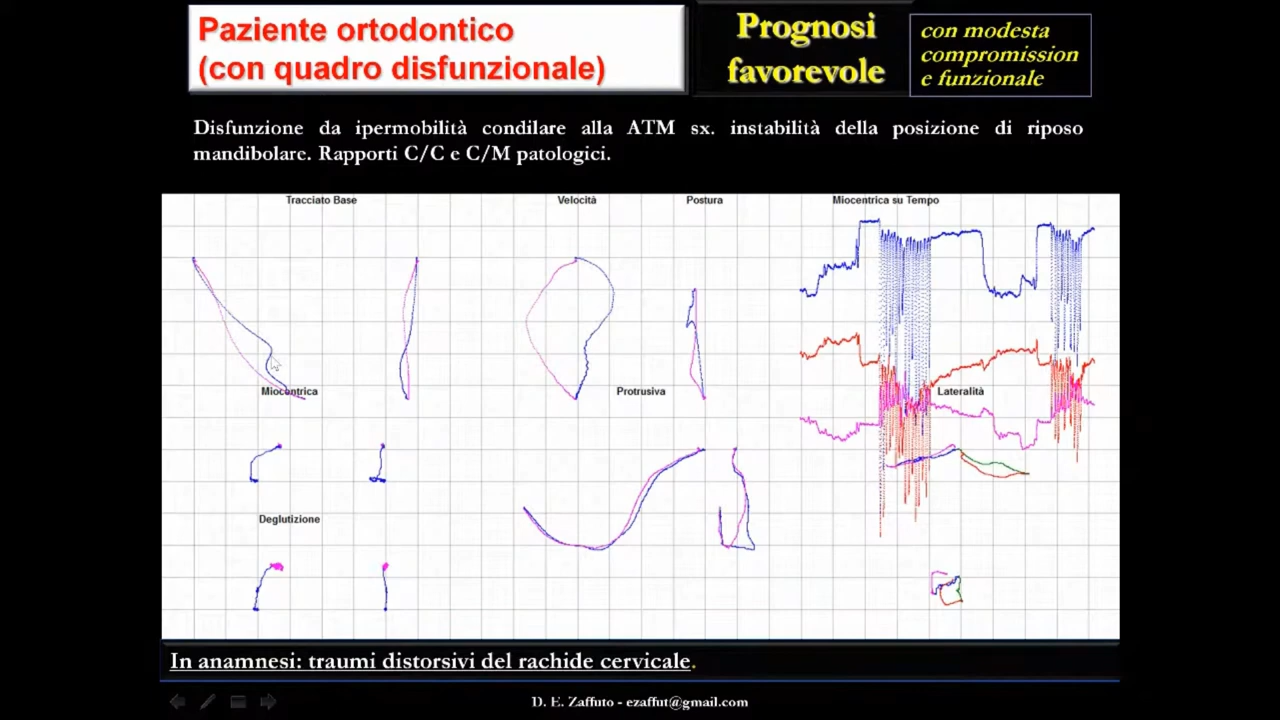 Paziente ortodontico
(con quadro disfunzionale)
Prognosi
favorevole
con modesta
compromission
e funzionale
Disfunzione da ipermobilità condilare alla ATM sx. instabilità della posizione di riposo
mandibolare. Rapporti C/C e C/M patologici.
Tracciato Base
Velocità
Postura
Miocentrica su Tempo
Miocentrica
Protrusiva
Lateralità
Deglutizione
In anamnesi: traumi distorsivi del rachide cervicale.
D. E. Zaffuto - ezaffut@gmail.com